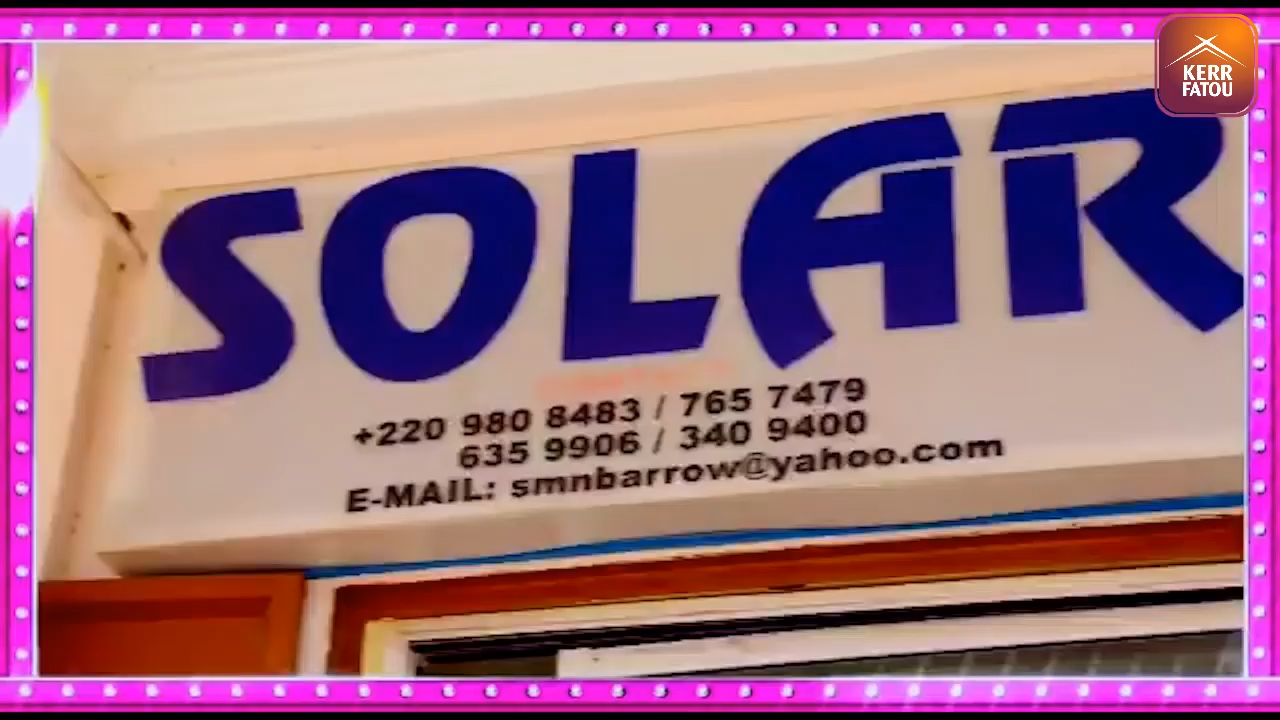 KERR
FATOU
SOLAR
+220 980 8483 / 765 7479
635 9906 / 340 9400
E-MAIL: smnbarrow@yahoo.com